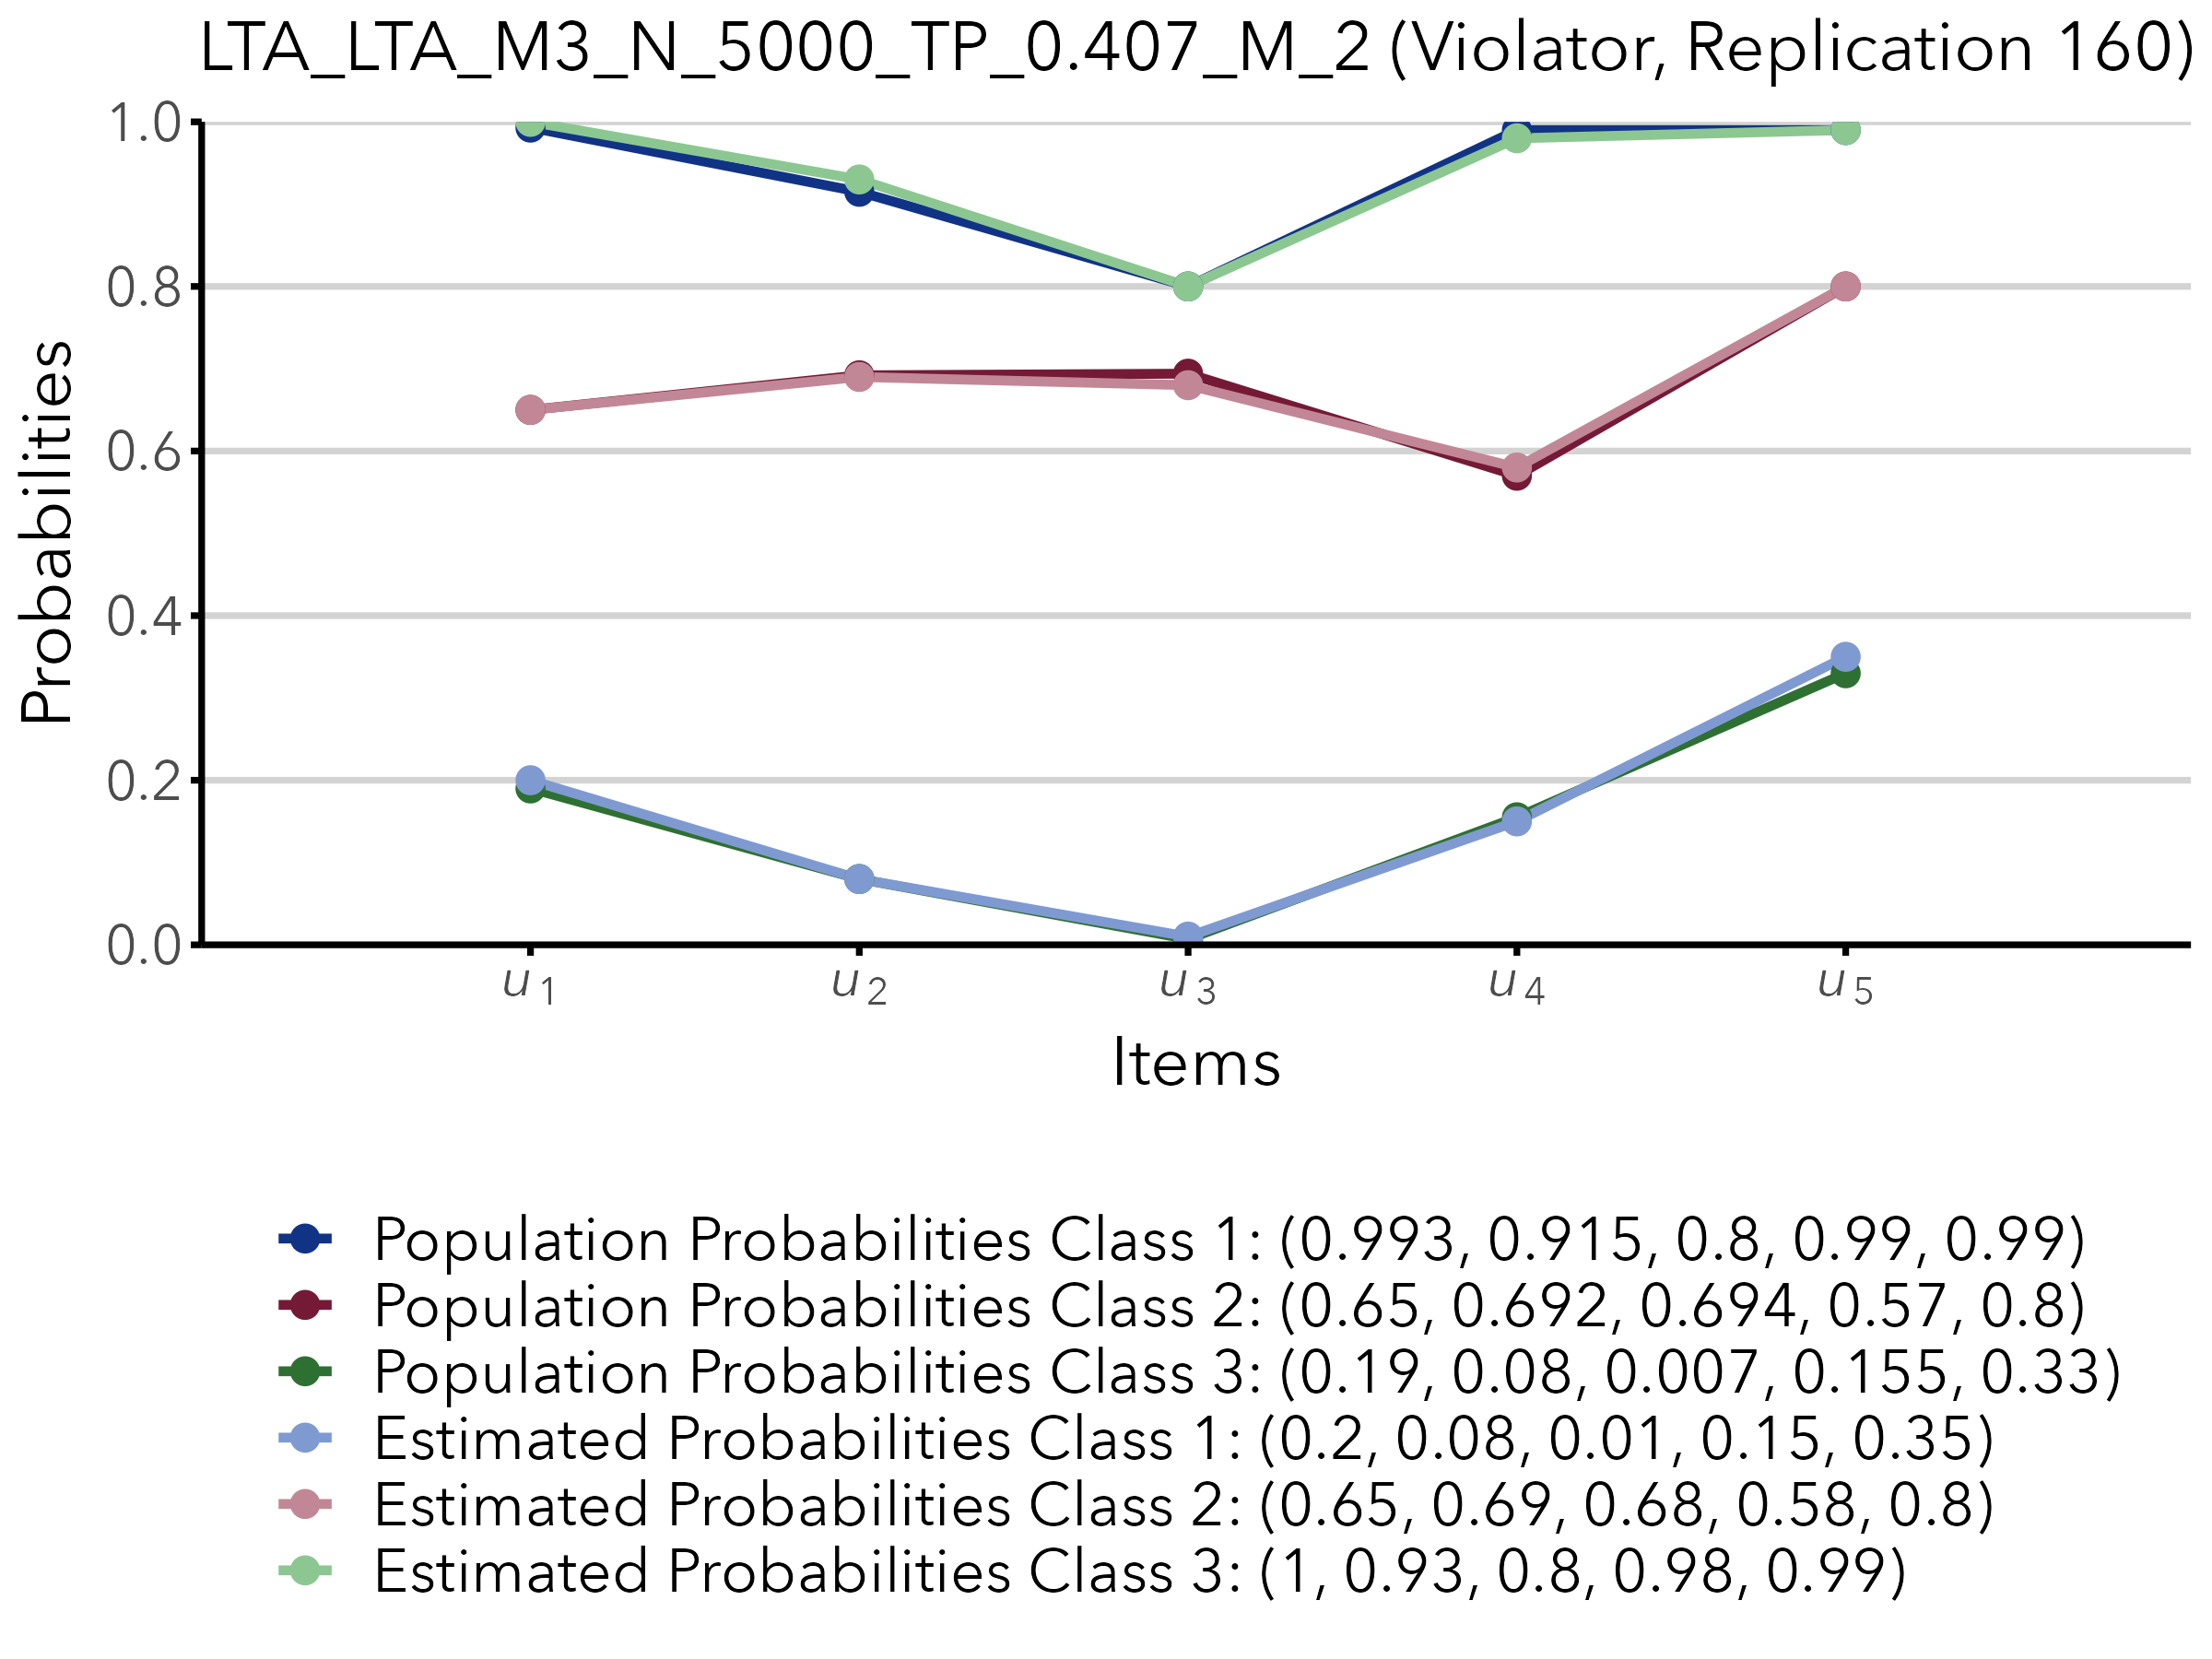 LTA_LTA_M3_N_5000_TP_0.407_M_2 (Violator, Replication 160)
1.0
0.8
0.6
0.4
0.2
0.0
Probabilities
u1 u2 u3 u4 u5
Items
Population Probabilities Class 1: (0.993, 0.915, 0.8, 0.99, 0.99)
Population Probabilities Class 2: (0.65, 0.692, 0.694, 0.57, 0.8)
Population Probabilities Class 3: (0.19, 0.08, 0.007, 0.155, 0.33)
Estimated Probabilities Class 1: (0.2, 0.08, 0.01, 0.15, 0.35)
Estimated Probabilities Class 2: (0.65, 0.69, 0.68, 0.58, 0.8)
Estimated Probabilities Class 3: (1, 0.93, 0.8, 0.98, 0.99)